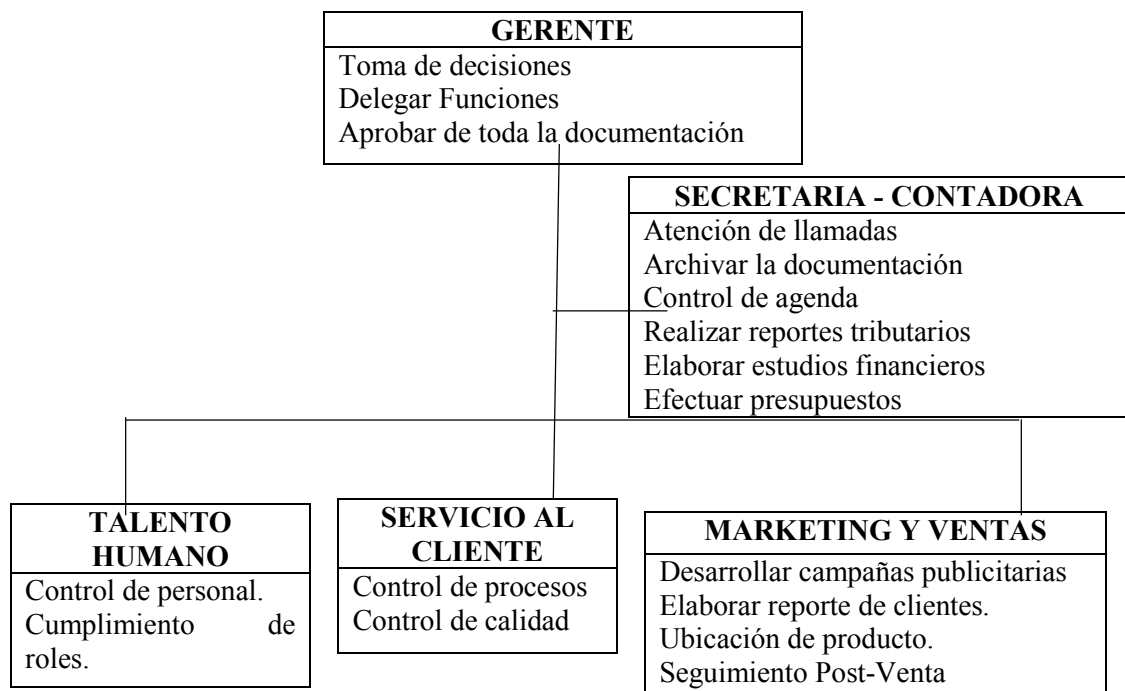 GERENTE
Toma de decisiones
Delegar Funciones
Aprobar de toda la documentación
SECRETARIA - CONTADORA
Atención de llamadas
Archivar la documentación
Control de agenda
Realizar reportes tributarios
Elaborar estudios financieros
Efectuar presupuestos
TALENTO
HUMANO
Control de personal.
Cumplimiento de
roles.
SERVICIO AL
CLIENTE
Control de procesos
Control de calidad
MARKETING Y VENTAS
Desarrollar campañas publicitarias
Elaborar reporte de clientes.
Ubicación de producto.
Seguimiento Post-Venta